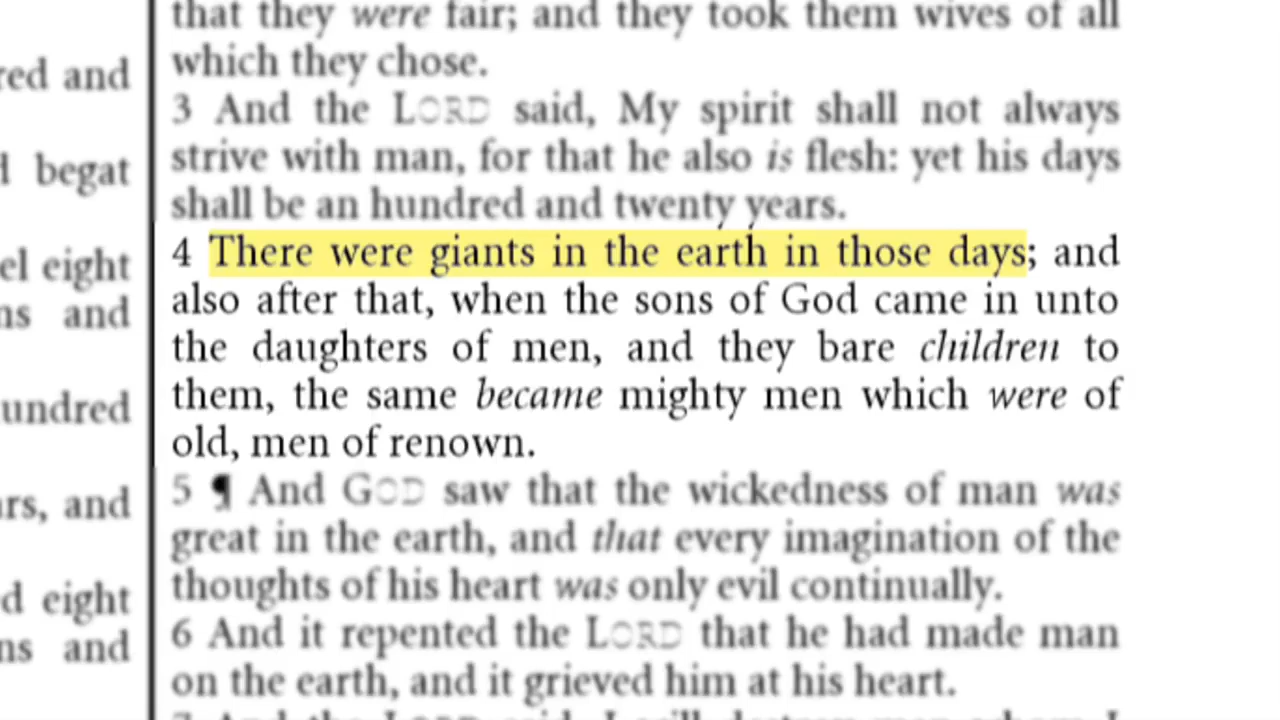 red and
d begat
el eight
ns and
undred
ars, and
d eight
ns and
that they were fair; and they took them wives of all
which they chose.
3 And the LORD said, My spirit shall not always
strive with man, for that he also is flesh: yet his days
shall be an hundred and twenty years.
4 There were giants in the earth in those days; and
also after that, when the sons of God came in unto
the daughters of men, and they bare children to
them, the same became mighty men which were of
old, men of renown.
5 ¶ And GOD saw that the wickedness of man was
great in the earth, and that every imagination of the
thoughts of his heart was only evil continually.
6 And it repented the LORD that he had made man
on the earth, and it grieved him at his heart.